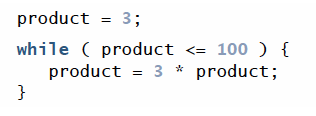 product = 3;
while ( product <= 100 ) {
product = 3 * product;
}